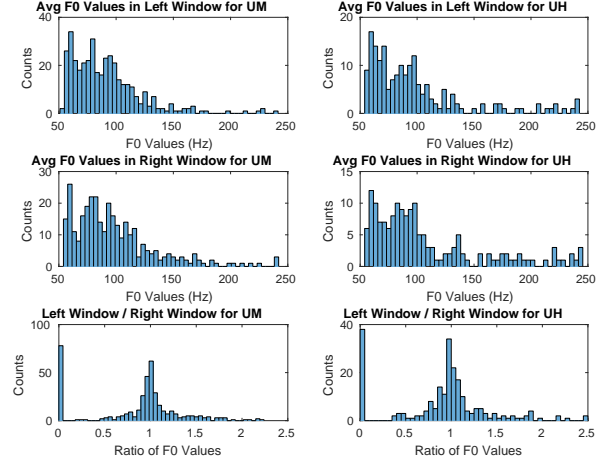 Avg F0 Values in Left Window for UM
Counts
40
20
0
50 100 150 200 250
F0 Values (Hz)
Avg F0 Values in Left Window for UH
Counts
20
10
0
50 100 150 200 250
F0 Values (Hz)
Avg F0 Values in Right Window for UM
Counts
30
20
10
0
50 100 150 200 250
F0 Values (Hz)
Avg F0 Values in Right Window for UH
Counts
15
10
5
0
50 100 150 200 250
F0 Values (Hz)
Left Window / Right Window for UM
Counts
100
50
0
0 0.5 1 1.5 2 2.5
Ratio of F0 Values
Left Window / Right Window for UH
Counts
40
20
0
0 0.5 1 1.5 2 2.5
Ratio of F0 Values